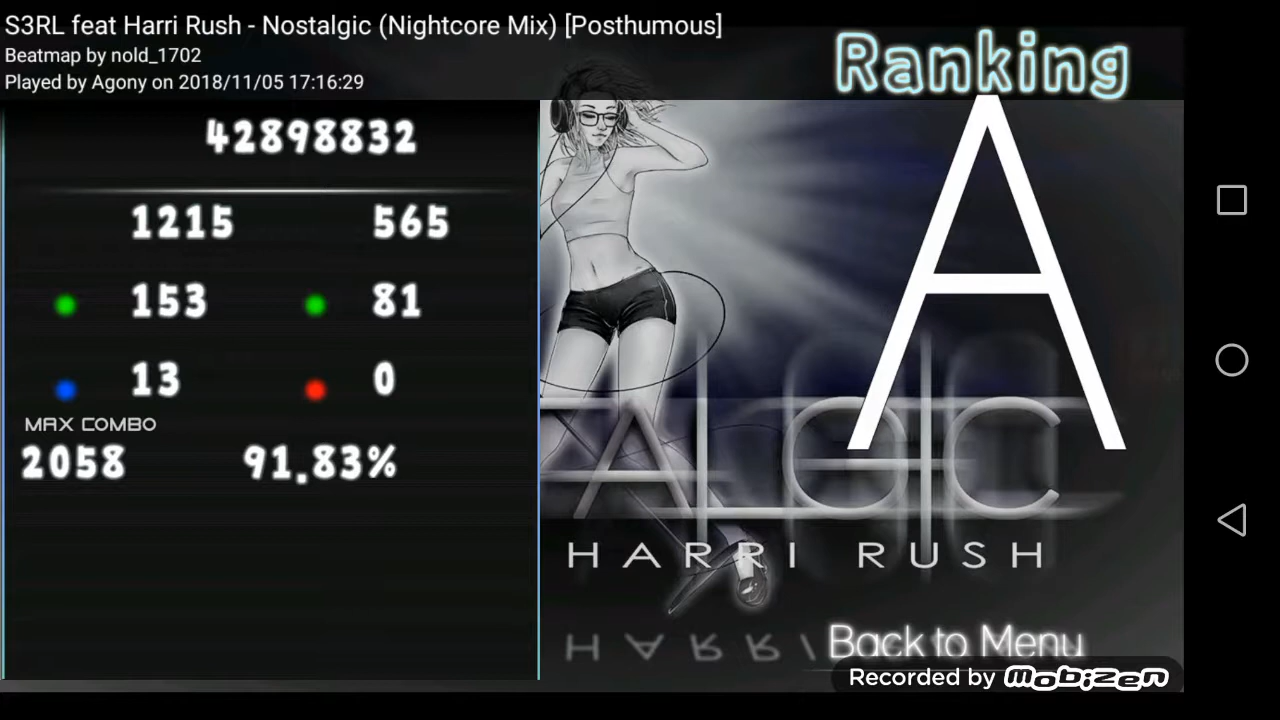 S3RL feat Harri Rush - Nostalgic (Nightcore Mix) [Posthumous]
Beatmap by nold_1702
Played by Agony on 2018/11/05 17:16:29
Ranking
42898832
1215 565
153 81
13 0
MAX COMBO
2058 91.83%
A
ALGIC
HARRI RUSH
HARRI
Back to Menu
Recorded by Mobizen